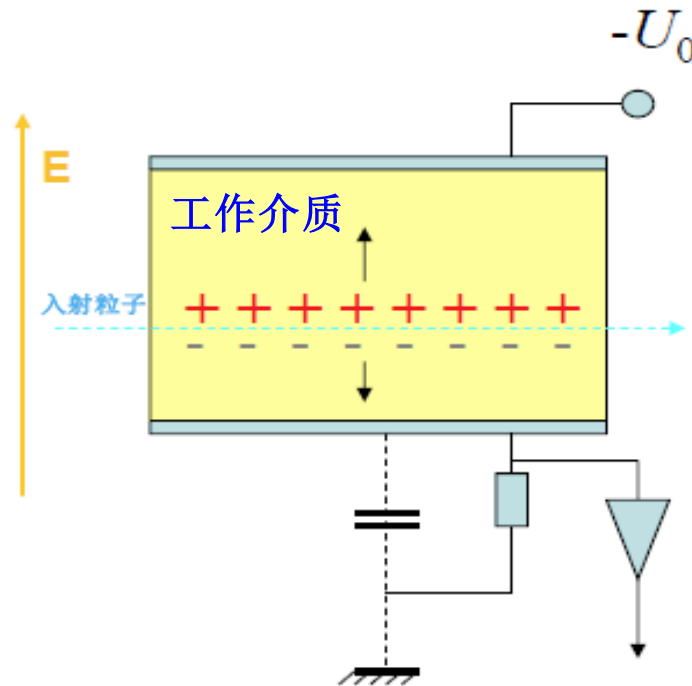 -U₀
E
工作介质
入射粒子
+ + + + + + + +
- - - - - - - -